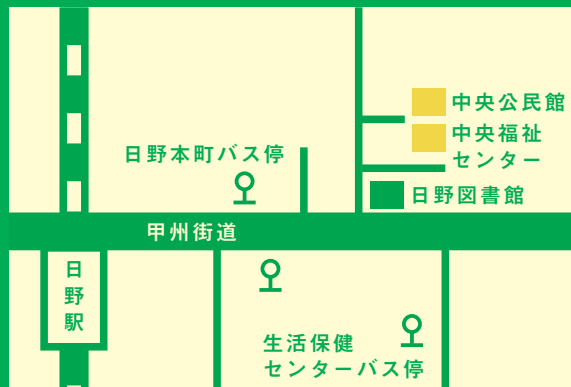 中央公民館
中央福祉
センター
日野本町バス停
日野図書館
甲州街道
日野駅
生活保健
センターバス停